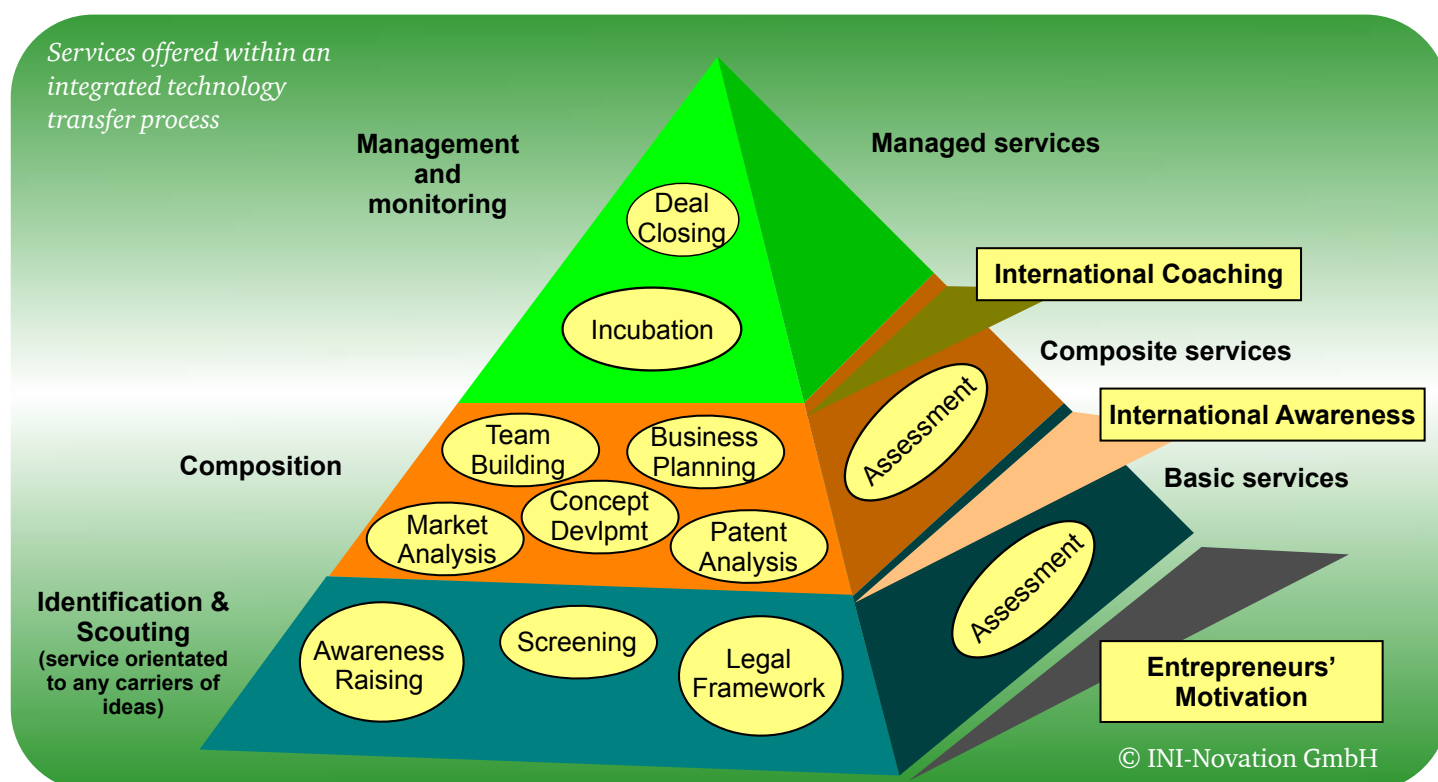 Services offered within an
integrated technology
transfer process
Management
and
monitoring
Managed services
Deal
Closing
Incubation
International Coaching
Composite services
Composition
Team
Building
Business
Planning
Concept
Devlpmt
Market
Analysis
Patent
Analysis
Assessment
International Awareness
Basic services
Identification &
Scouting
(service orientated
to any carriers of
ideas)
Awareness
Raising
Screening
Legal
Framework
Assessment
Entrepreneurs’
Motivation
© INI-Novation GmbH